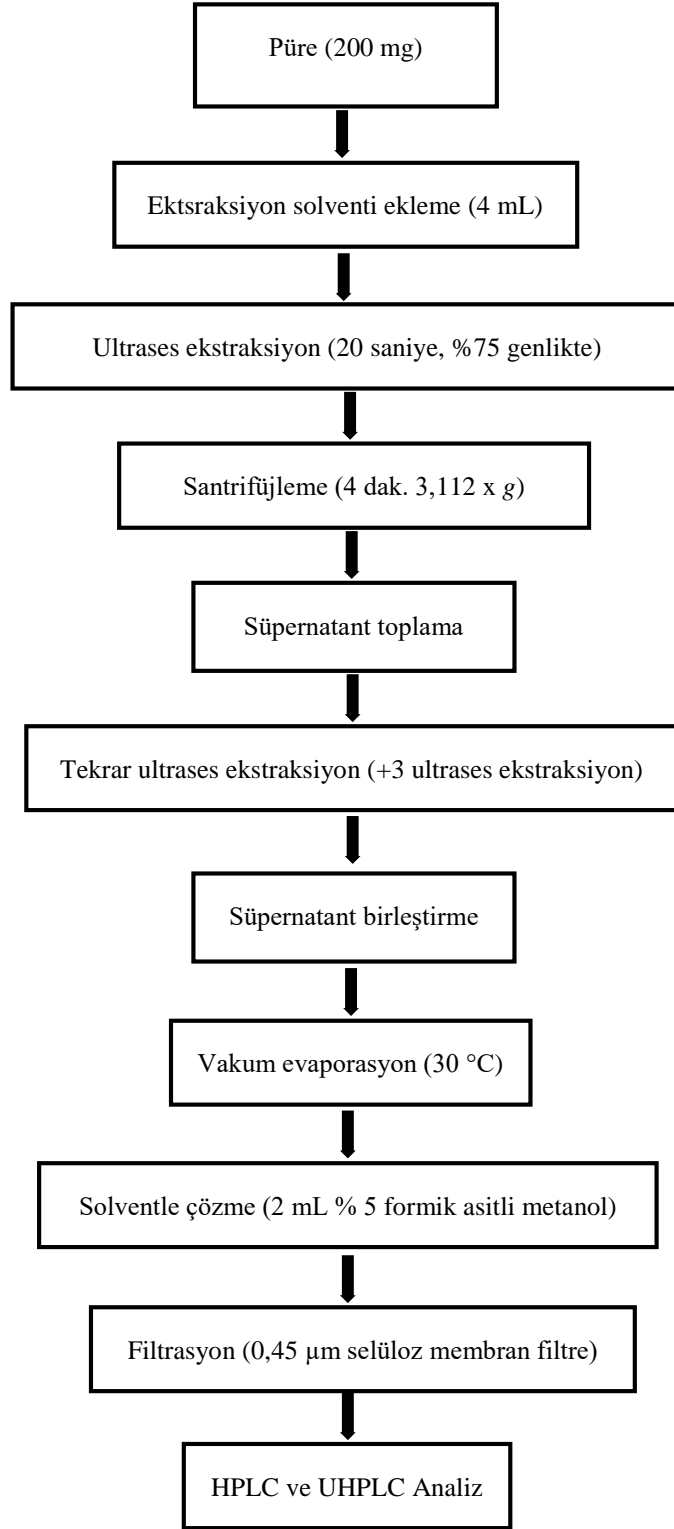 Püre (200 mg)
Ektsraksiyon solventi ekleme (4 mL)
Ultrases ekstraksiyon (20 saniye, %75 genlikte)
Santrifüjleme (4 dak. 3,112 x g)
Süpernatant toplama
Tekrar ultrases ekstraksiyon (+3 ultrases ekstraksiyon)
Süpernatant birleştirme
Vakum evaporasyon (30 °C)
Solventle çözme (2 mL % 5 formik asitli metanol)
Filtrasyon (0,45 µm selüloz membran filtre)
HPLC ve UHPLC Analiz